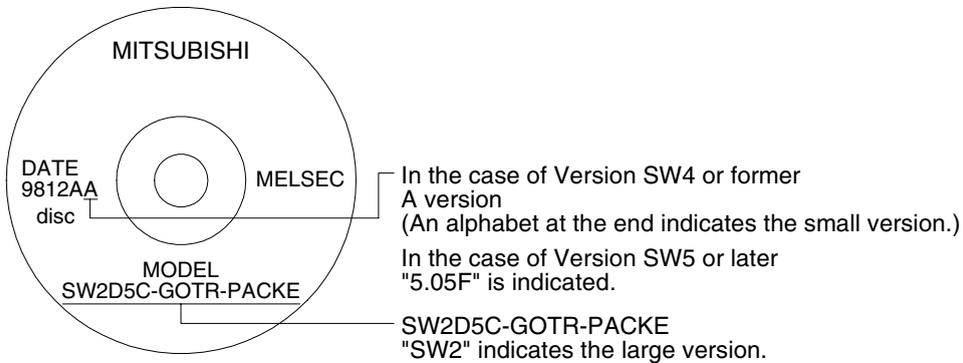 MITSUBISHI
DATE
9812AA
disc
MELSEC
MODEL
SW2D5C-GOTR-PACKE
In the case of Version SW4 or former
A version
(An alphabet at the end indicates the small version.)
In the case of Version SW5 or later
"5.05F" is indicated.
SW2D5C-GOTR-PACKE
"SW2" indicates the large version.